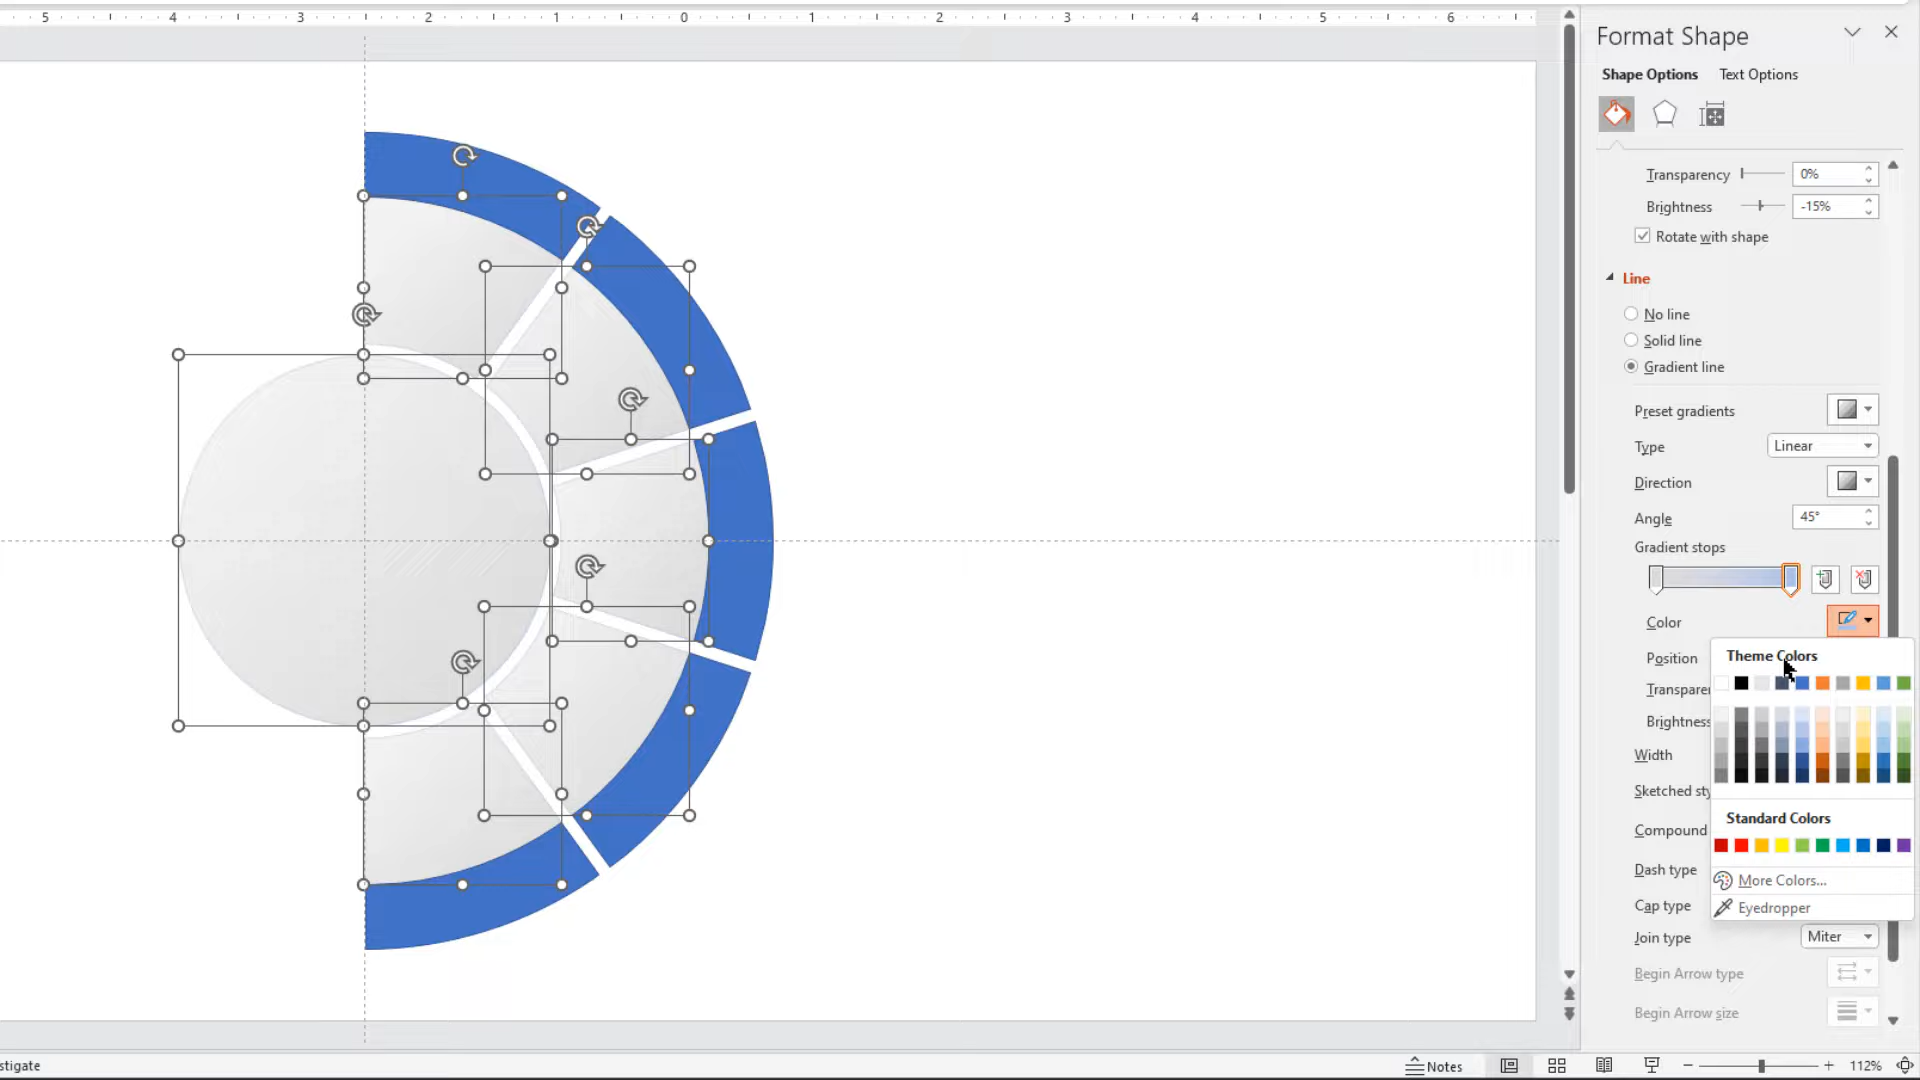 5 4 3 2 1 0 1 2 3 4 5 6
Format Shape
Shape Options Text Options
Transparency 0%
Brightness -15%
Rotate with shape
Line
No line
Solid line
Gradient line
Preset gradients
Type Linear
Direction
Angle 45°
Gradient stops
Color
Theme Colors
Position
Transparen
Brightness
Width
Sketched sty
Standard Colors
Compound
Dash type
More Colors...
Cap type
Eyedropper
Join type Miter
Begin Arrow type
Begin Arrow size
stigate Notes 112%